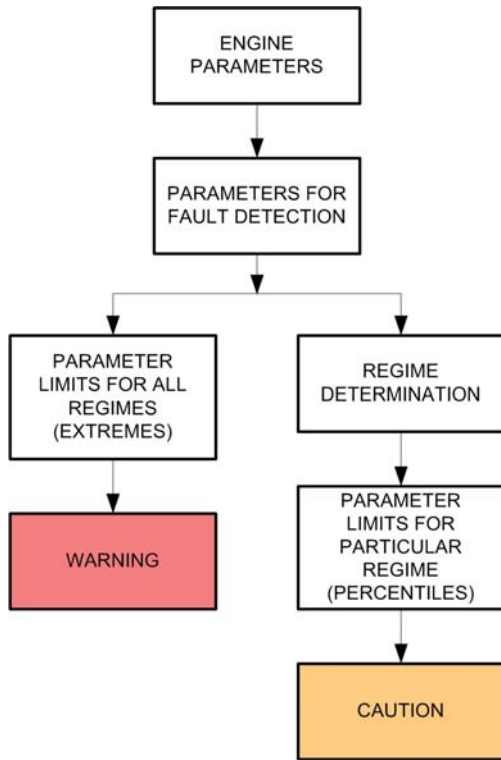 ENGINE
PARAMETERS
PARAMETERS FOR
FAULT DETECTION
PARAMETER
LIMITS FOR ALL
REGIMES
(EXTREMES)
WARNING
REGIME
DETERMINATION
PARAMETER
LIMITS FOR
PARTICULAR
REGIME
(PERCENTILES)
CAUTION